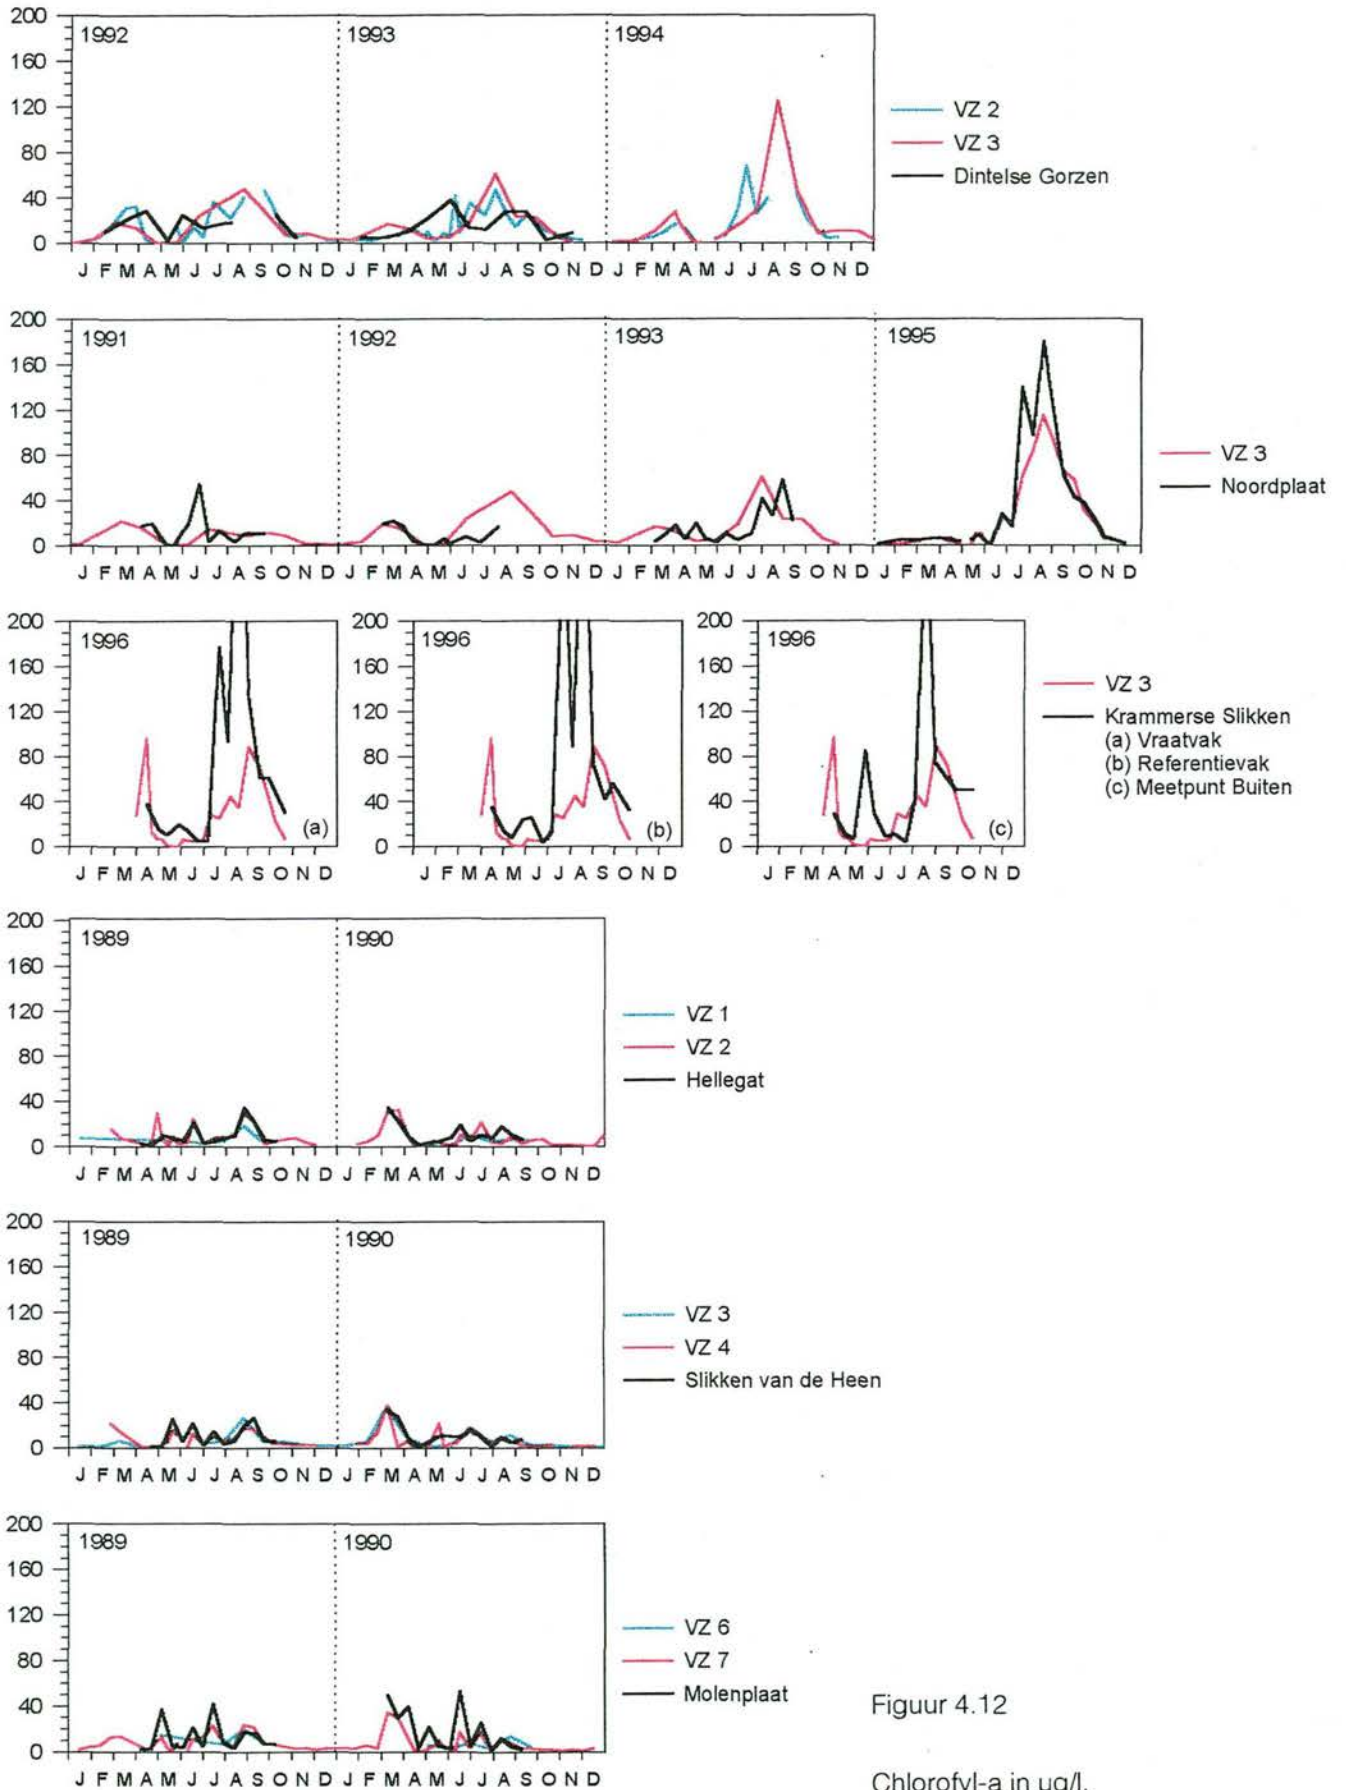 200
160
120
80
40
0
1992
1993
1994
J F M A M J J A S O N D J F M A M J J A S O N D J F M A M J J A S O N D
VZ 2
VZ 3
Dintelse Gorzen
200
160
120
80
40
0
1991
1992
1993
1995
J F M A M J J A S O N D J F M A M J J A S O N D J F M A M J J A S O N D J F M A M J J A S O N D
VZ 3
Noordplaat
200
160
120
80
40
0
1996
(a)
J F M A M J J A S O N D
200
160
120
80
40
0
1996
(b)
J F M A M J J A S O N D
200
160
120
80
40
0
1996
(c)
J F M A M J J A S O N D
VZ 3
Krammerse Slikken
(a) Vraatvak
(b) Referentievak
(c) Meetpunt Buiten
200
160
120
80
40
0
1989
1990
J F M A M J J A S O N D J F M A M J J A S O N D
VZ 1
VZ 2
Hellegat
200
160
120
80
40
0
1989
1990
J F M A M J J A S O N D J F M A M J J A S O N D
VZ 3
VZ 4
Slikken van de Heen
200
160
120
80
40
0
1989
1990
J F M A M J J A S O N D J F M A M J J A S O N D
VZ 6
VZ 7
Molenplaat
Figuur 4.12
Chlorofyl-a in µg/l.